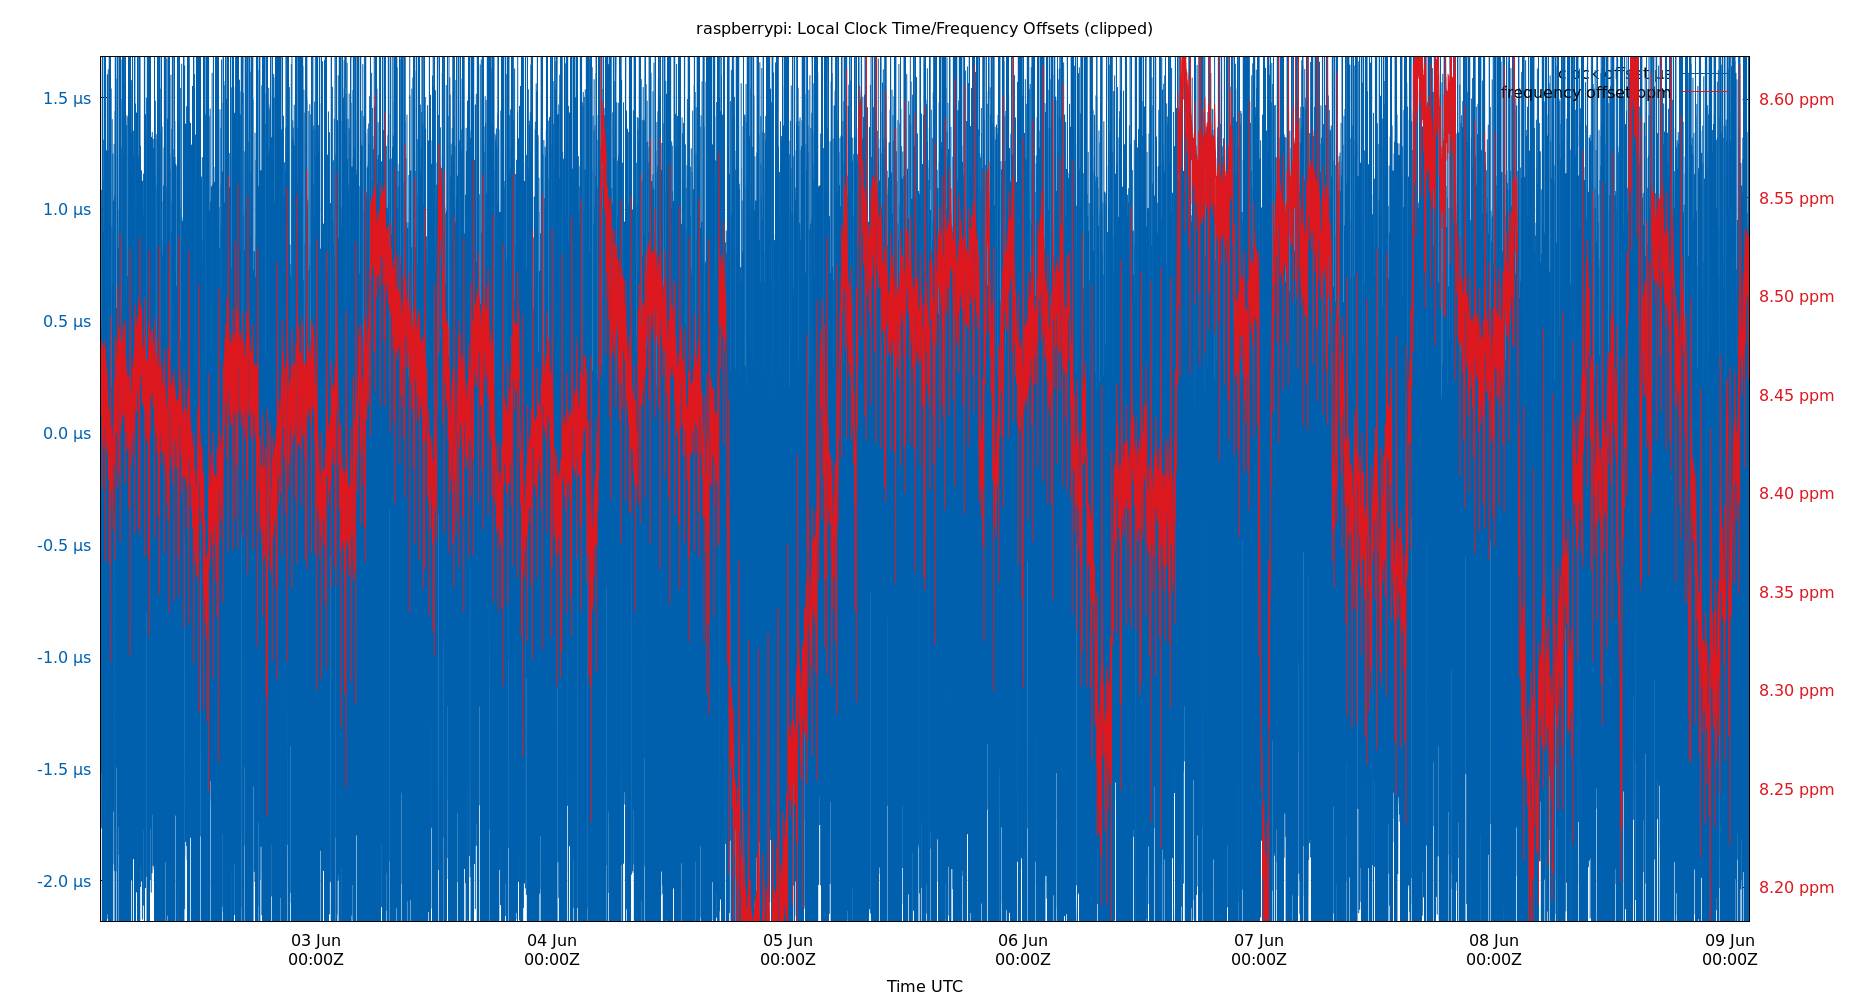 raspberrypi: Local Clock Time/Frequency Offsets (clipped)
clock offset µs
frequency offset ppm
1.5 µs
1.0 µs
0.5 µs
0.0 µs
-0.5 µs
-1.0 µs
-1.5 µs
-2.0 µs
8.60 ppm
8.55 ppm
8.50 ppm
8.45 ppm
8.40 ppm
8.35 ppm
8.30 ppm
8.25 ppm
8.20 ppm
03 Jun 04 Jun 05 Jun 06 Jun 07 Jun 08 Jun 09 Jun
00:00Z 00:00Z 00:00Z 00:00Z 00:00Z 00:00Z 00:00Z
Time UTC